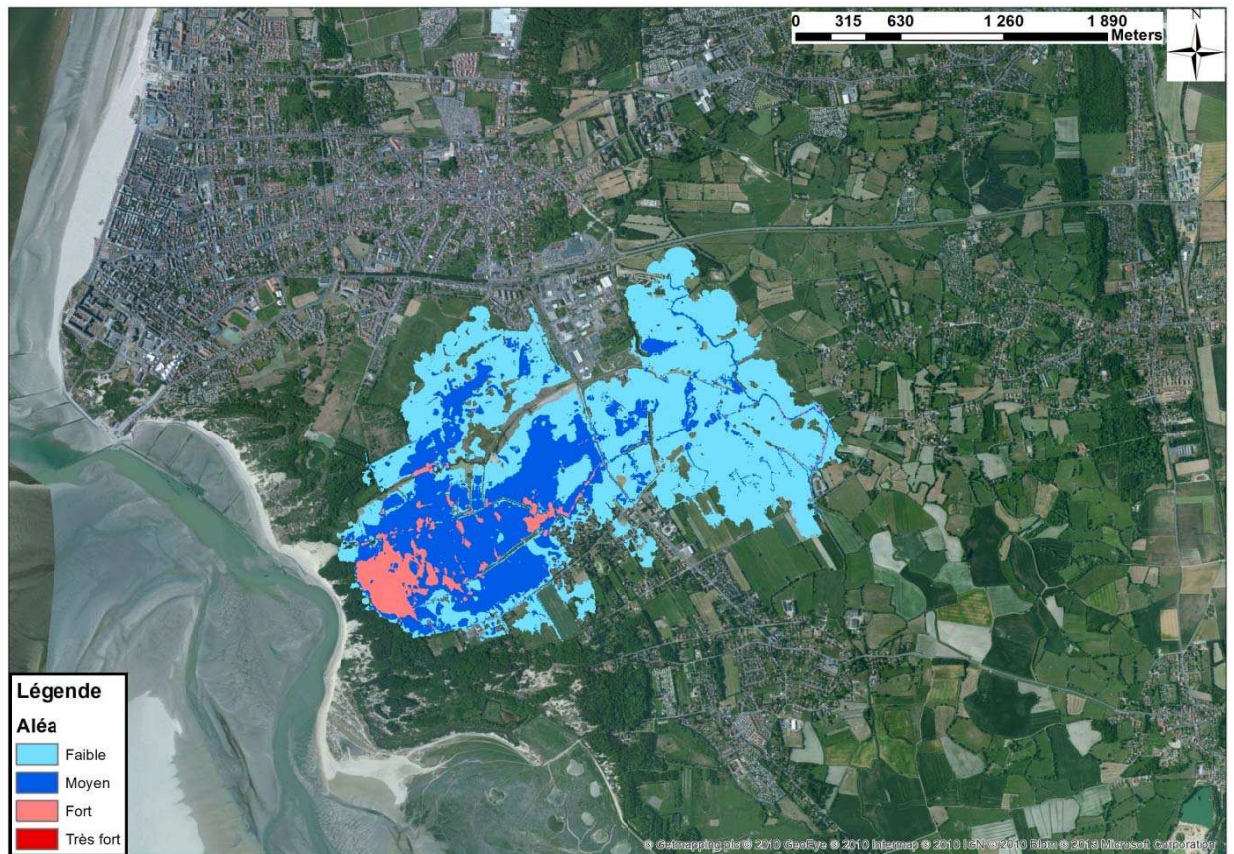 0 315 630 1 260 1 890
Meters
N
Légende
Aléa
Faible
Moyen
Fort
Très fort
© Getmapping plc © 2010 GeoEye © 2010 Intermap © 2010 IGN © 2010 Blom © 2013 Microsoft Corporation